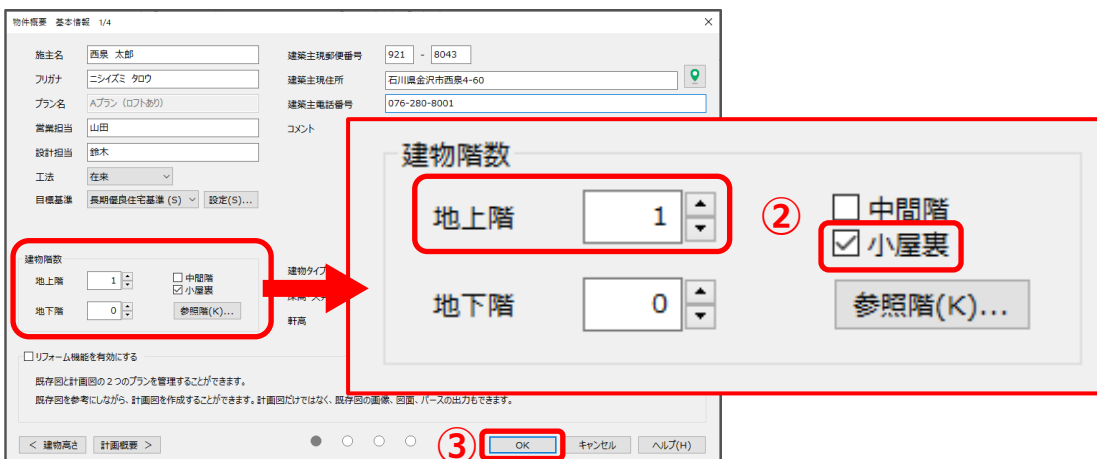 物件概要 基本情報 1/4
施主名 西泉 太郎
フリガナ ニシイズミ タロウ
プラン名 Aプラン（ロフトあり）
営業担当 山田
設計担当 鈴木
工法 在来
目標基準 長期優良住宅基準 (S) 設定(S)...
建築主現郵便番号 921 - 8043
建築主現住所 石川県金沢市西泉4-60
建築主電話番号 076-280-8001
コメント
建物階数
地上階 1 中間階
小屋裏
地下階 0 参照階(K)...
建物タイプ
軒高
建物階数
地上階 1 ② 中間階
小屋裏
地下階 0 参照階(K)...
リフォーム機能を有効にする
既存図と計画図の２つのプランを管理することができます。
既存図を参考にしながら、計画図を作成することができます。計画図だけではなく、既存図の画像、図面、パースの出力もできます。
< 建物高さ 計画概要 > ③ OK キャンセル ヘルプ(H)